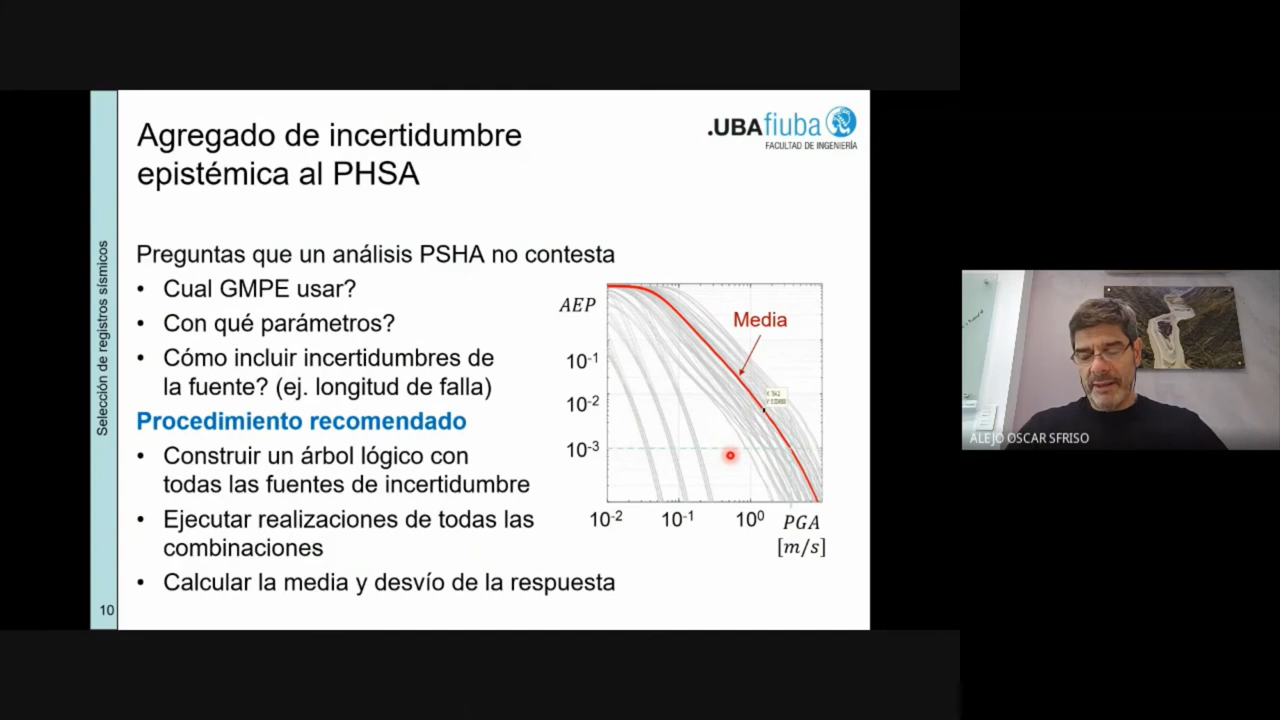 Agregado de incertidumbre
epistémica al PHSA
.UBAfiuba
FACULTAD DE INGENIERÍA
Selección de registros sísmicos
Preguntas que un análisis PSHA no contesta
• Cual GMPE usar?
• Con qué parámetros?
• Cómo incluir incertidumbres de
la fuente? (ej. longitud de falla)
Procedimiento recomendado
• Construir un árbol lógico con
todas las fuentes de incertidumbre
• Ejecutar realizaciones de todas las
combinaciones
• Calcular la media y desvío de la respuesta
10
AEP
Media
10-1
10-2
10-3
10-2 10-1 100 PGA
[m/s]
ALEJO OSCAR SFRISO